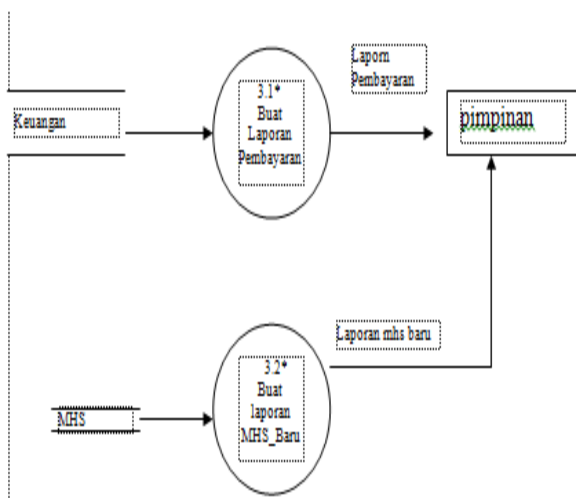 Laporn
Pembayaran
Keuangan
3.1*
Buat
Laporan
Pembayaran
pimpinan
Laporan mhs baru
3.2*
Buat
laporan
MHS_Baru
MHS